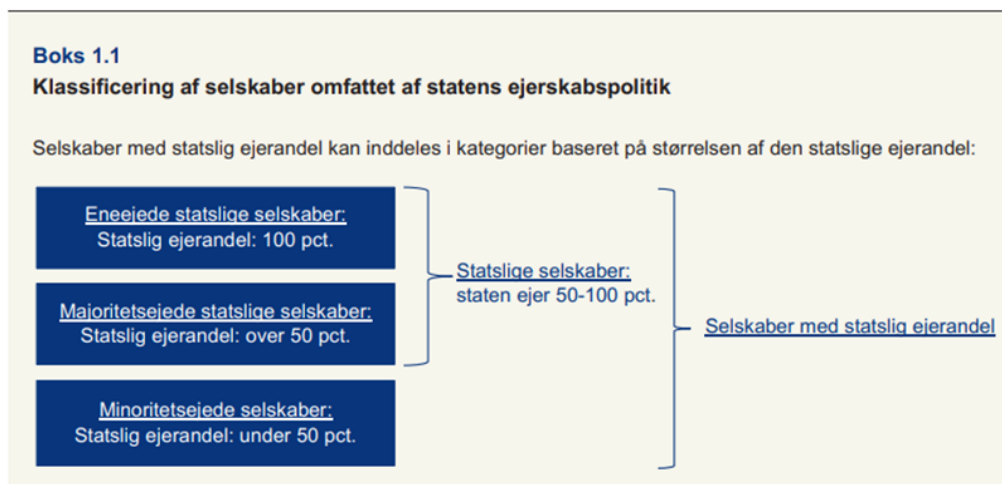 Boks 1.1
Klassificering af selskaber omfattet af statens ejerskabspolitik
Selskaber med statslig ejerandel kan inddeles i kategorier baseret på størrelsen af den statslige ejerandel:
Eneejede statslige selskaber:
Statslig ejerandel: 100 pct.
Majoritetsejede statslige selskaber:
Statslig ejerandel: over 50 pct.
Minoritetsejede selskaber:
Statslig ejerandel: under 50 pct.
Statslige selskaber:
staten ejer 50-100 pct.
Selskaber med statslig ejerandel